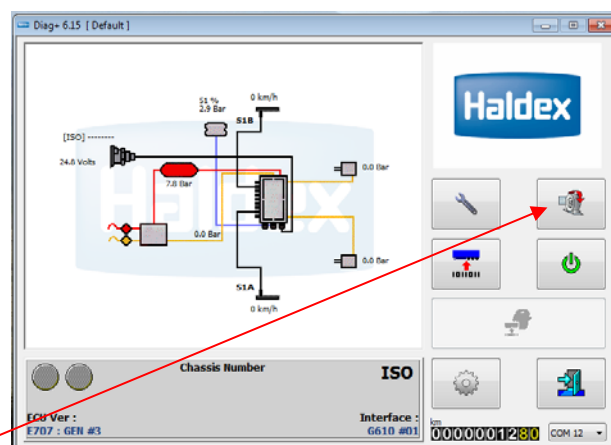 Diag+ 6.15 [ Default ]
Haldex
51 %
2.9 Bar
0 km/h
S1B
[ISO] --------
24.8 Volts
7.8 Bar
0.0 Bar
0.0 Bar
0.0 Bar
S1A
0 km/h
Chassis Number
ISO
ECU Ver :
E707 : GEN #3
Interface :
G610 #01
km
0000001280
COM 12